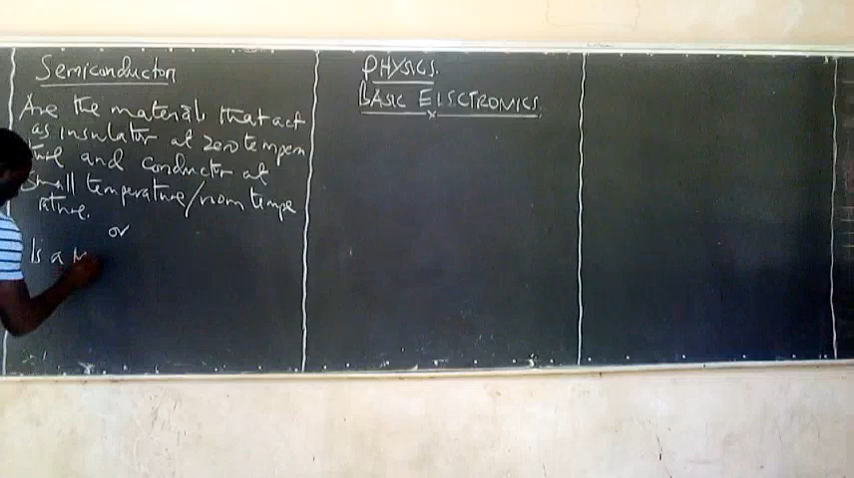 Semiconductor
Are the materials that act
as insulator at zero tempera
ture and conductor at
Small temperature/room tempe
rature.
or
Is a
PHYSICS.
BASIC ELECTRONICS.